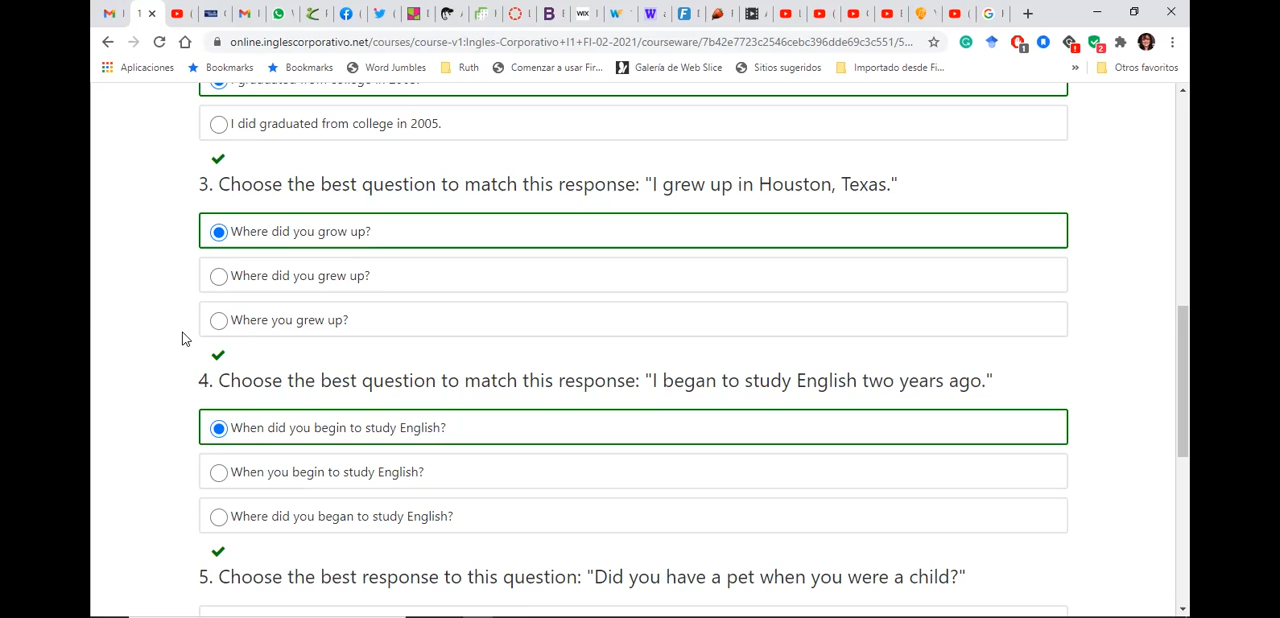 online.inglescorporativo.net/courses/course-v1:Ingles-Corporativo+I1+FI-02-2021/courseware/7b42e7723c2546cebc396dde69c3c551/5...
Aplicaciones Bookmarks Bookmarks Word Jumbles Ruth Comenzar a usar Fir... Galería de Web Slice Sitios sugeridos Importado desde Fi... » Otros favoritos
I graduated from college in 2005.
I did graduated from college in 2005.
3. Choose the best question to match this response: "I grew up in Houston, Texas."
Where did you grow up?
Where did you grew up?
Where you grew up?
4. Choose the best question to match this response: "I began to study English two years ago."
When did you begin to study English?
When you begin to study English?
Where did you began to study English?
5. Choose the best response to this question: "Did you have a pet when you were a child?"